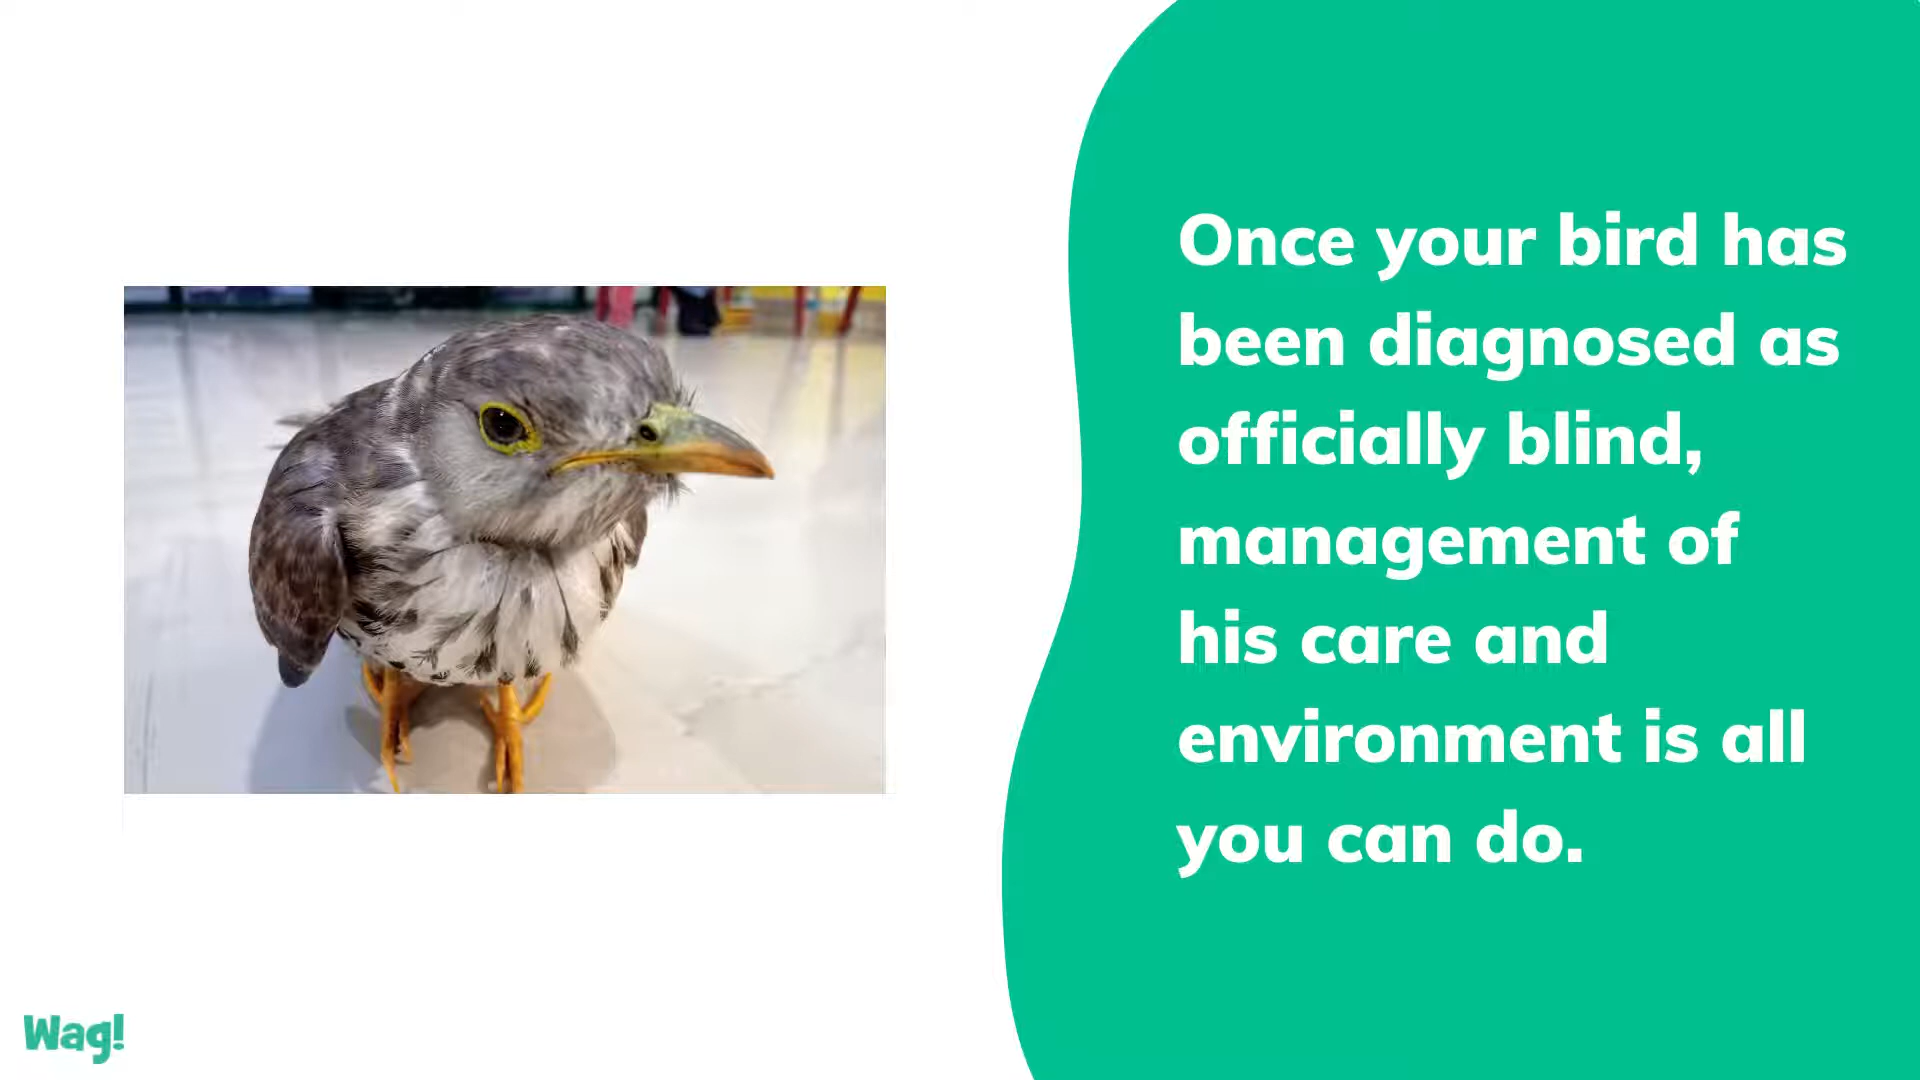 Once your bird has
been diagnosed as
officially blind,
management of
his care and
environment is all
you can do.
Wag!